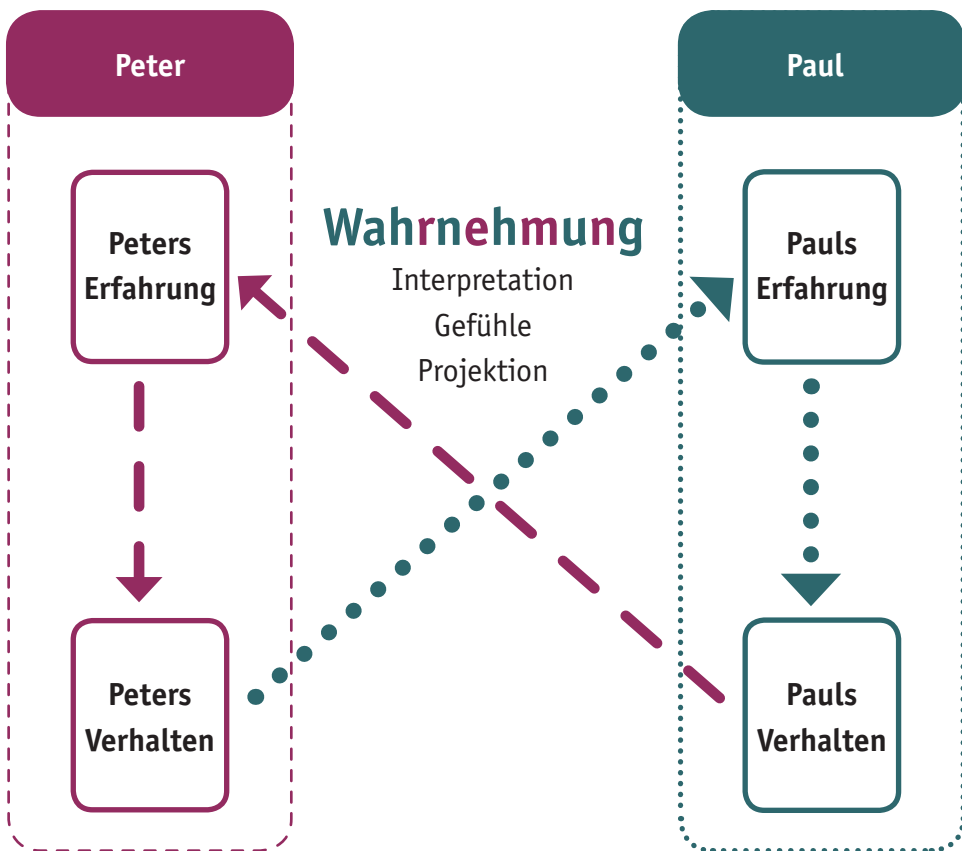 Peter
Paul
Peters
Erfahrung
Wahrnehmung
Interpretation
Gefühle
Projektion
Pauls
Erfahrung
Peters
Verhalten
Pauls
Verhalten